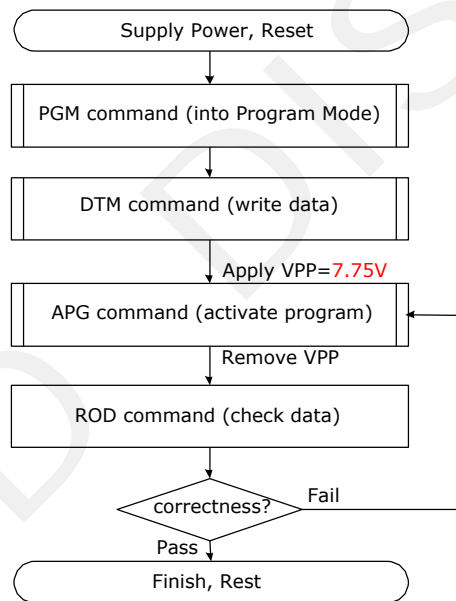 Supply Power, Reset
PGM command (into Program Mode)
DTM command (write data)
Apply VPP=7.75V
APG command (activate program)
Remove VPP
ROD command (check data)
correctness?
Fail
Pass
Finish, Rest